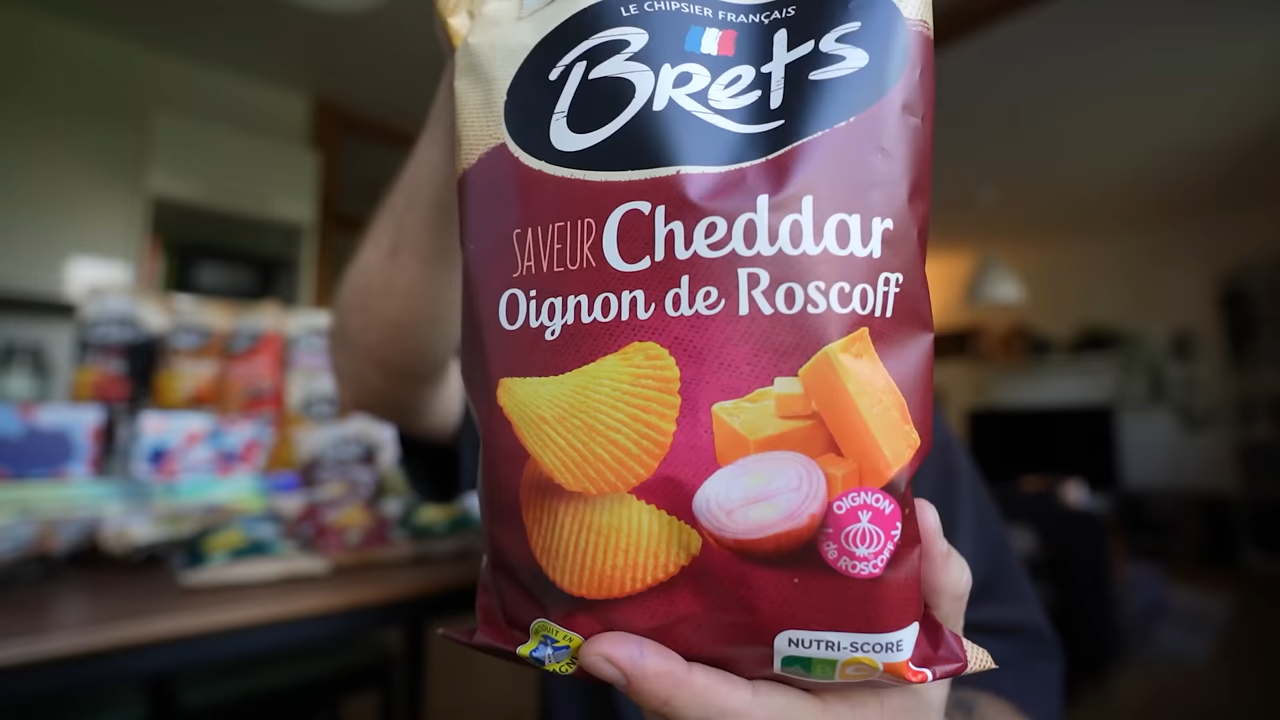 LE CHIPSIER FRANÇAIS
Brets
SAVEUR Cheddar
Oignon de Roscoff
OIGNON
de ROSCOFF
NUTRI-SCORE